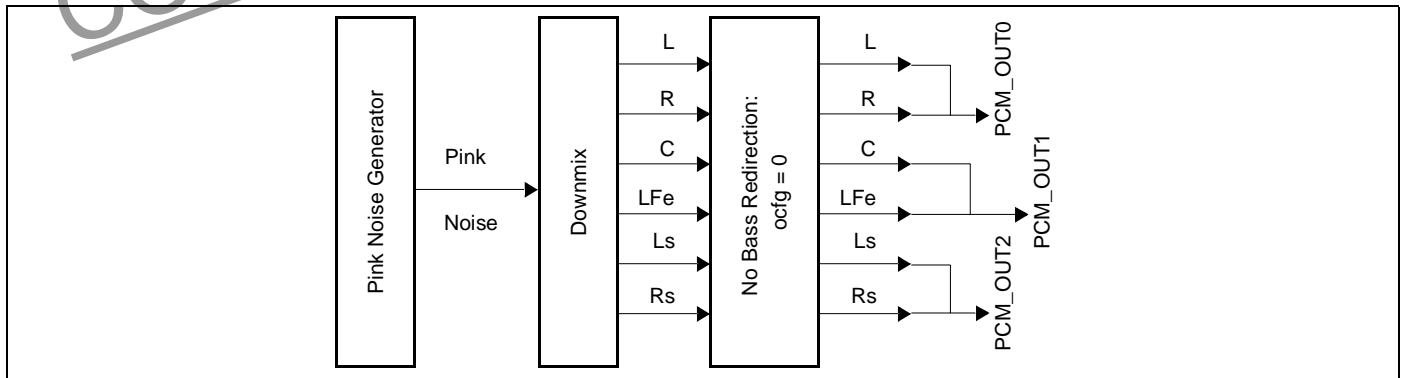 Pink Noise Generator
Pink
Noise
Downmix
L
R
C
LFe
Ls
Rs
No Bass Redirection:
ocfg = 0
L
R
C
LFe
Ls
Rs
PCM_OUT0
PCM_OUT1
PCM_OUT2